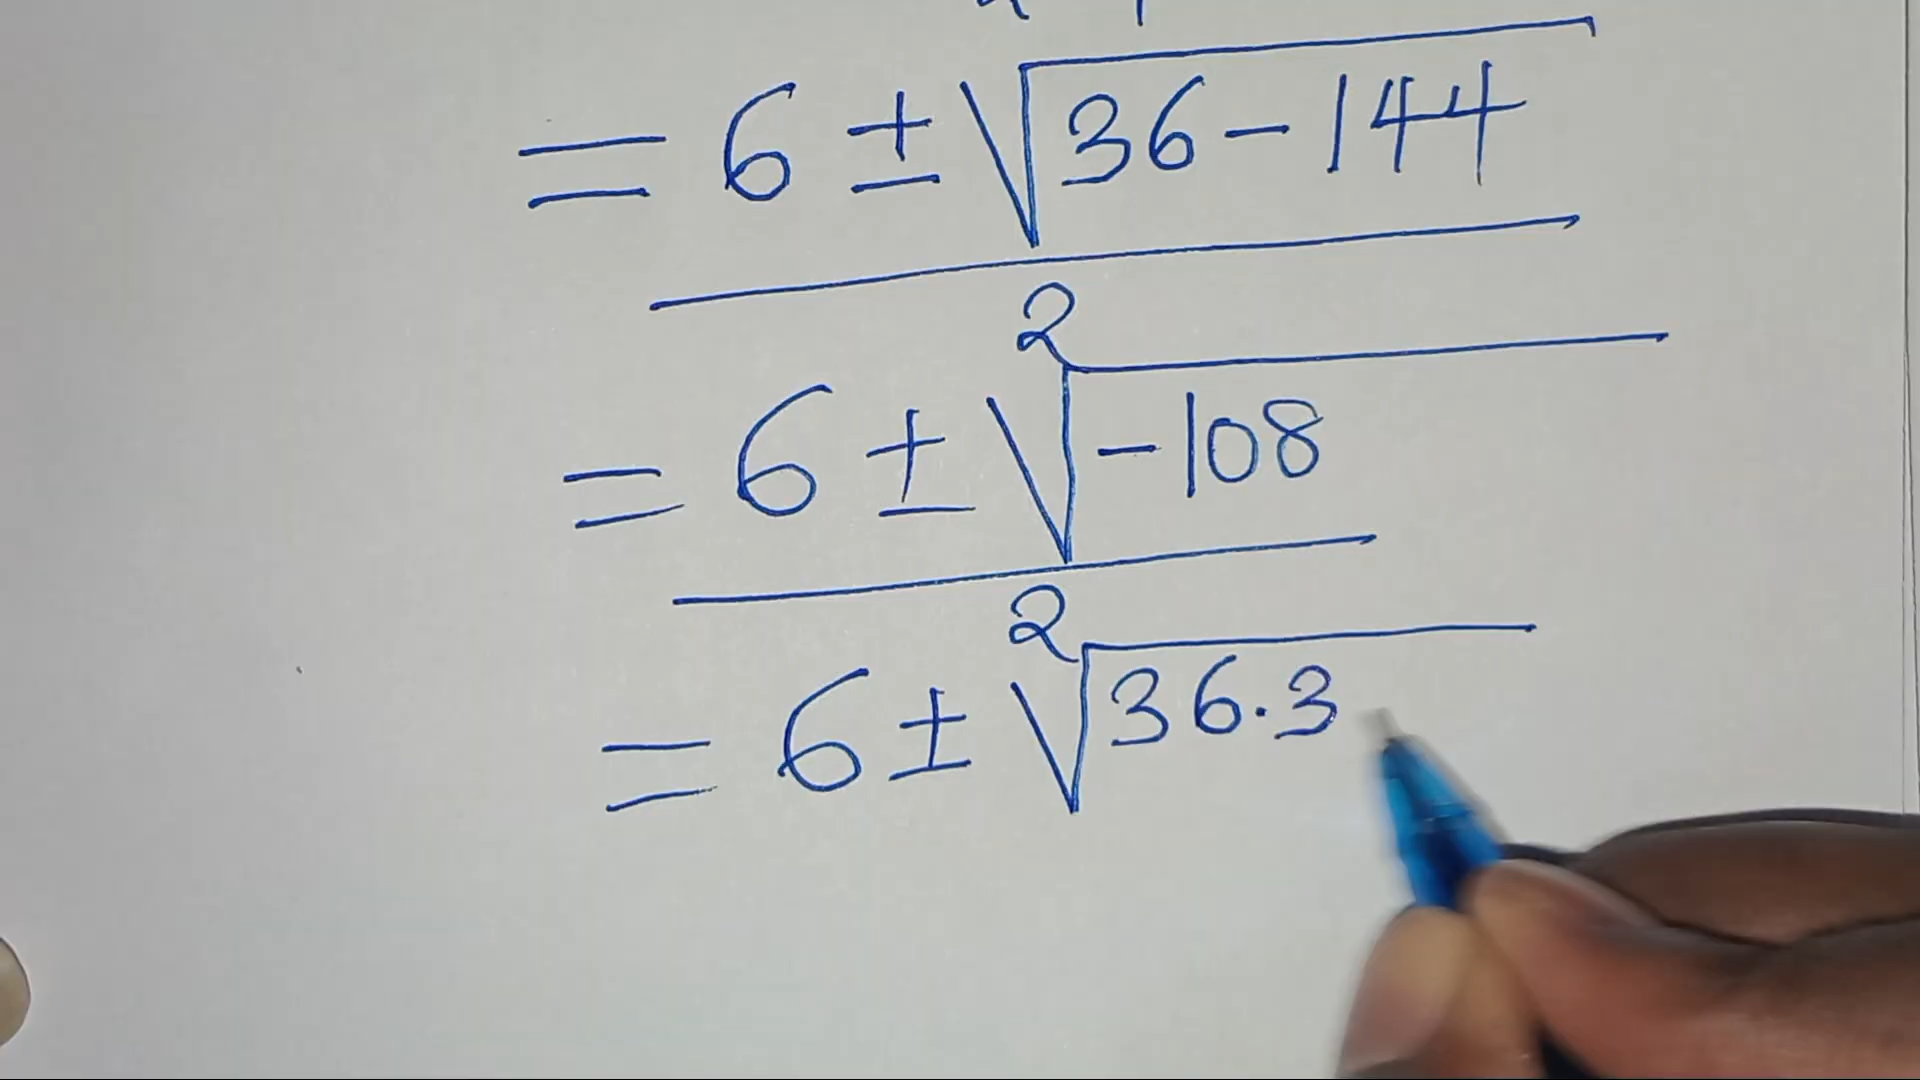 = 6 ± √36 - 144
2
= 6 ± √-108
2
= 6 ± √36.3